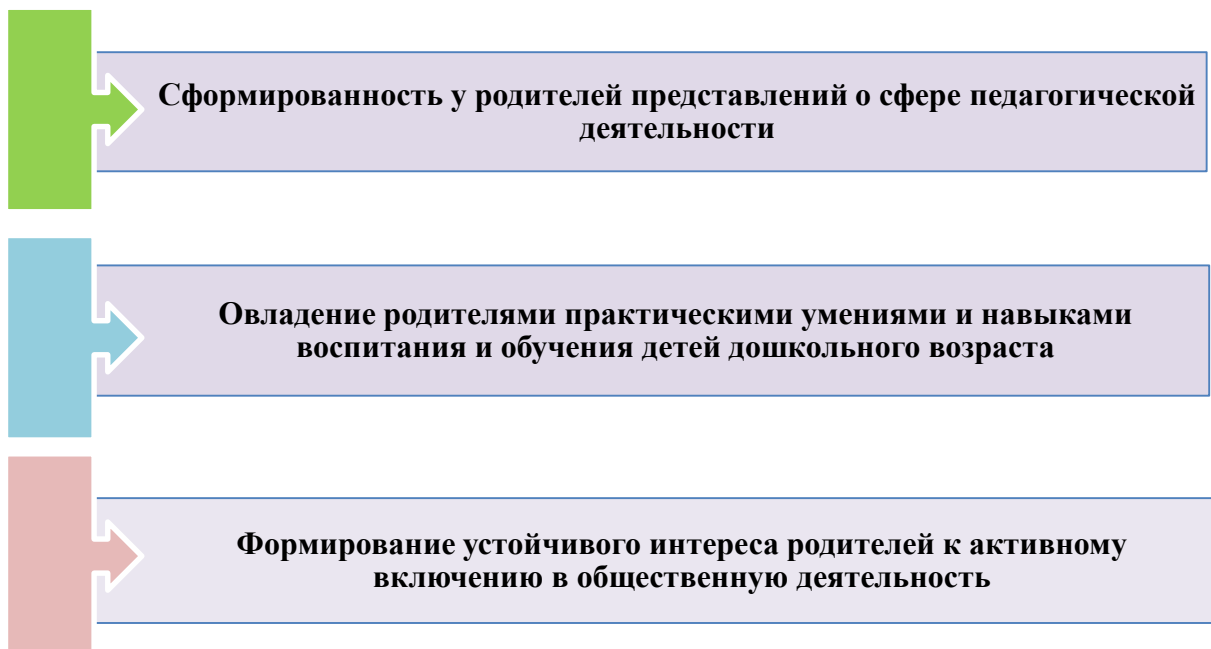 Сформированность у родителей представлений о сфере педагогической
деятельности
Овладение родителями практическими умениями и навыками
воспитания и обучения детей дошкольного возраста
Формирование устойчивого интереса родителей к активному
включению в общественную деятельность